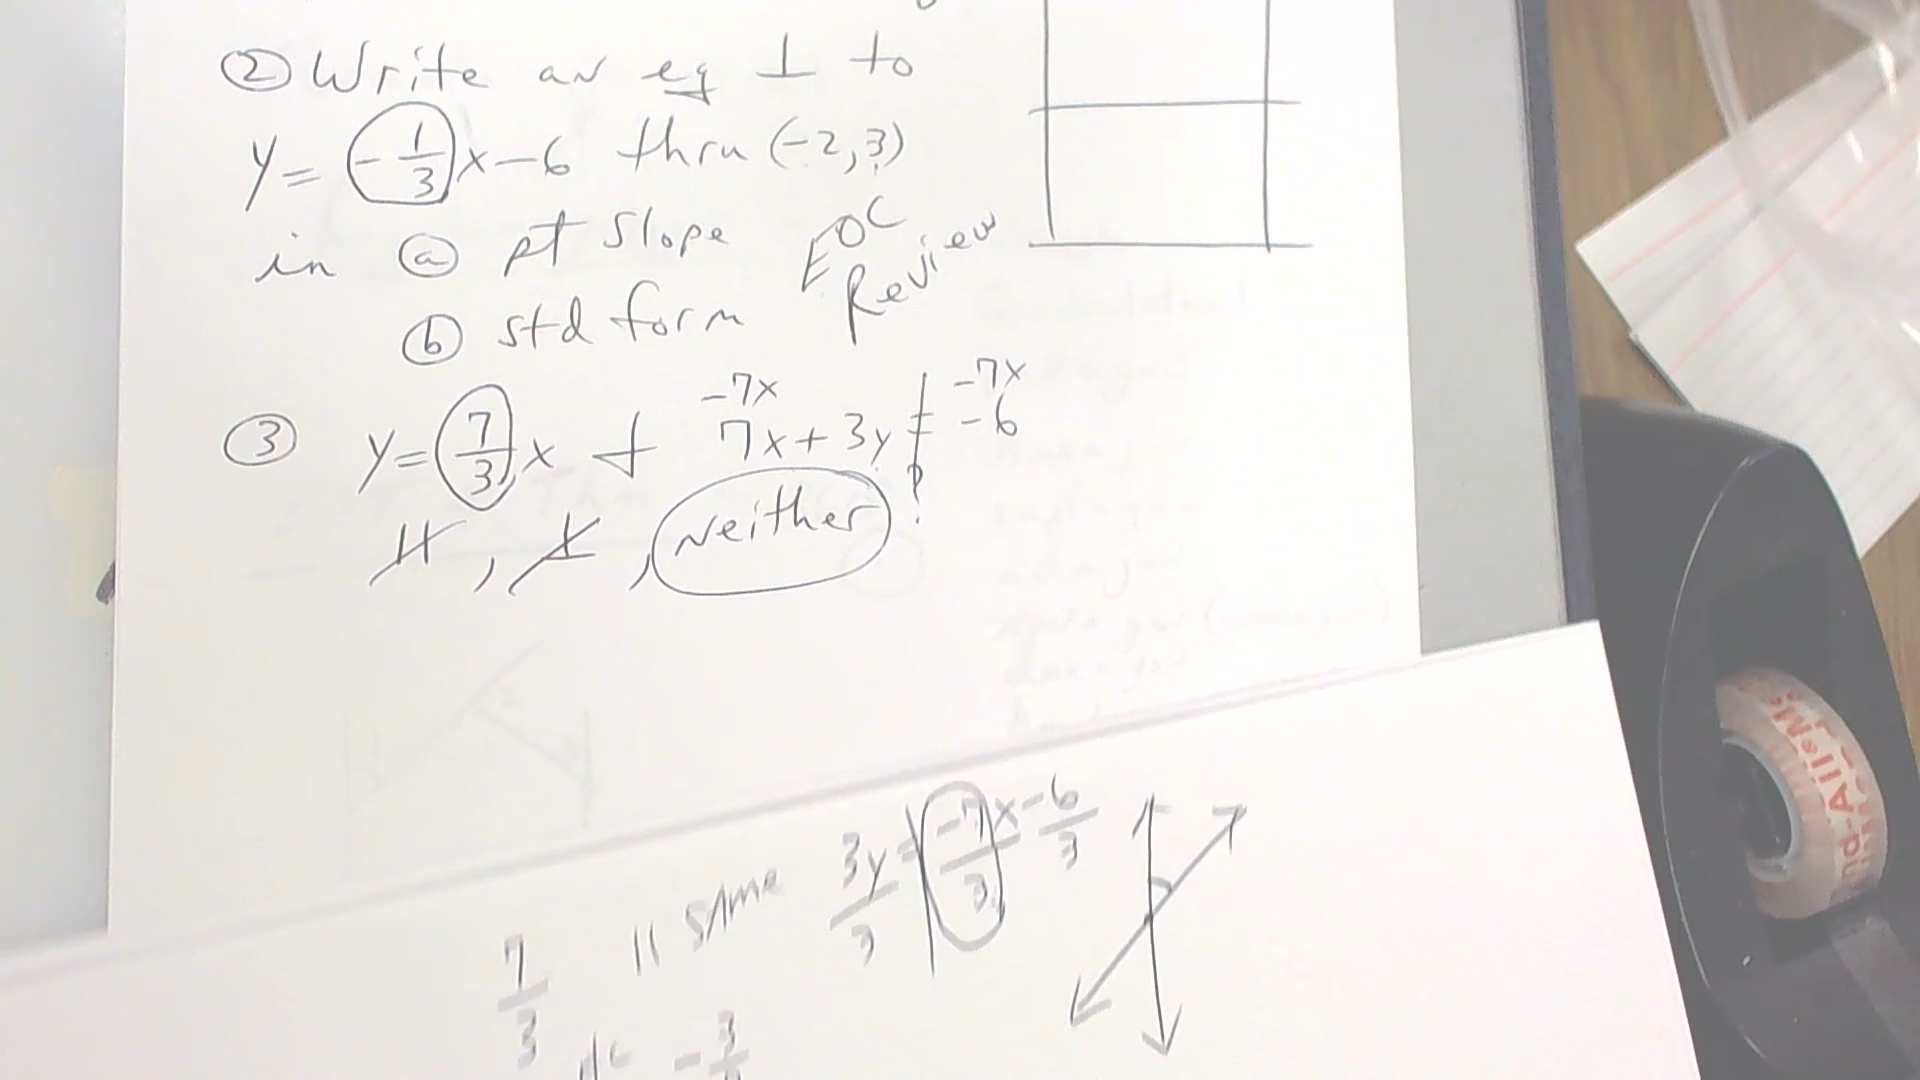 ② Write an eq ⊥ to
y = -1/3 x - 6 thru (-2, 3)
in ⓐ pt slope
ⓑ std form
EOC
Review
③ y = 7/3 x + 7x + 3y = -6
-7x -7x
//, ⊥, Neither ?
3y/3 = -7x/3 - 6/3
|| same
7/3